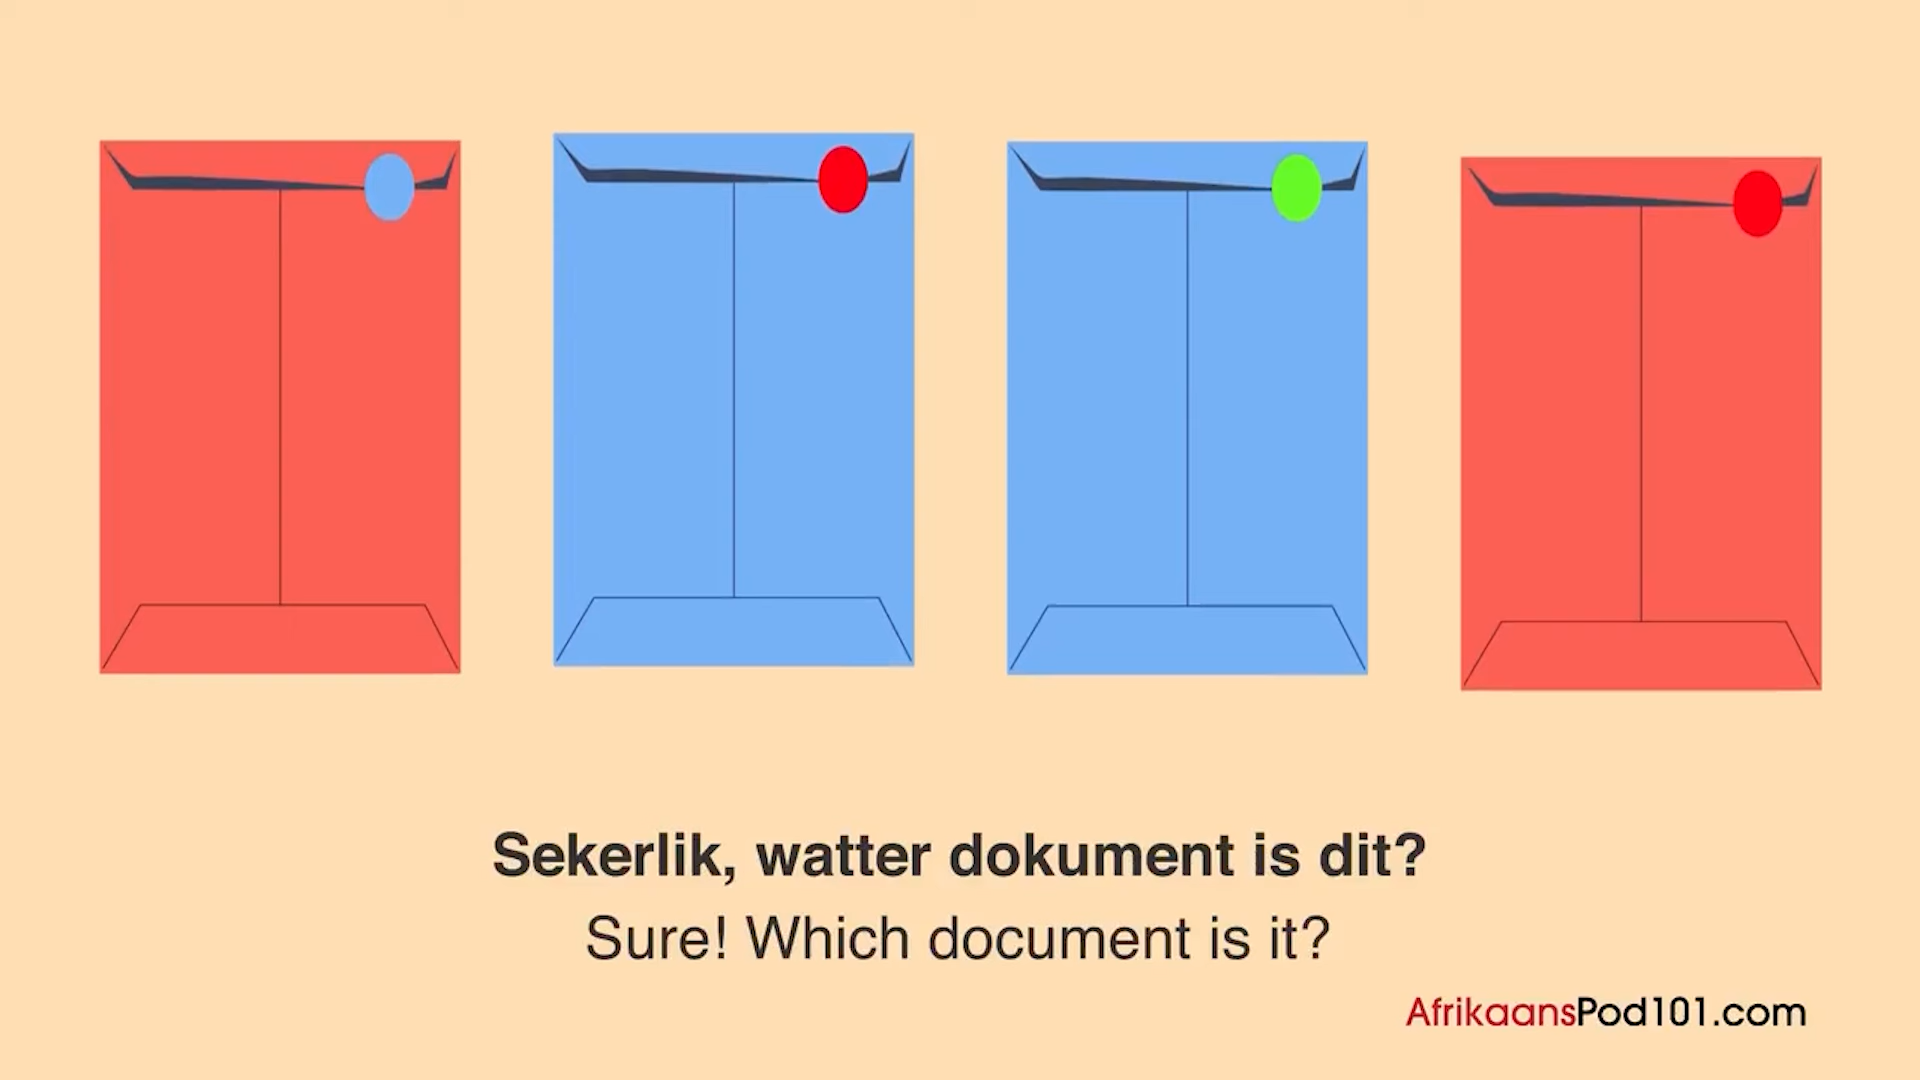 Sekerlik, watter dokument is dit?
Sure! Which document is it?
AfrikaansPod101.com